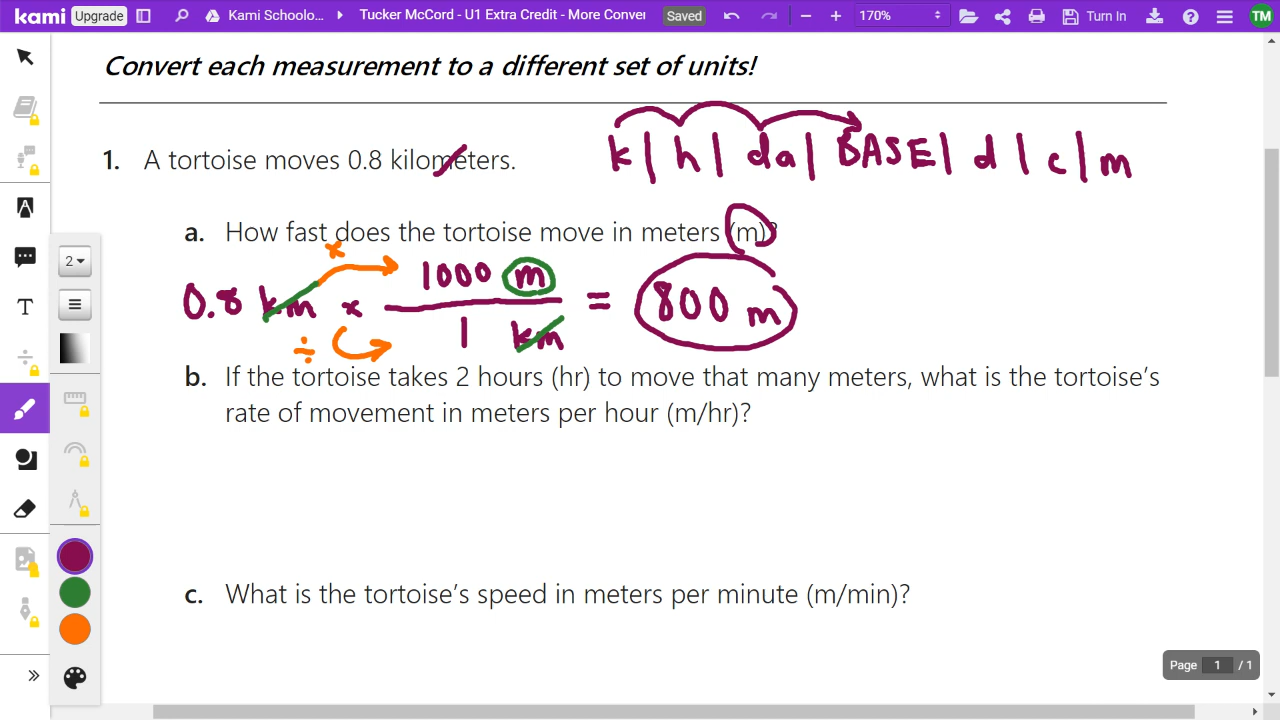 kami Upgrade Kami Schoolo... Tucker McCord - U1 Extra Credit - More Conver Saved 170% Turn In TM
Convert each measurement to a different set of units!
k | h | da | BASE | d | c | m
1. A tortoise moves 0.8 kilometers.
a. How fast does the tortoise move in meters (m)?
x
0.8 km x 1000 m = 800 m
÷ 1 km
2
b. If the tortoise takes 2 hours (hr) to move that many meters, what is the tortoise's
rate of movement in meters per hour (m/hr)?
c. What is the tortoise's speed in meters per minute (m/min)?
Page 1 / 1